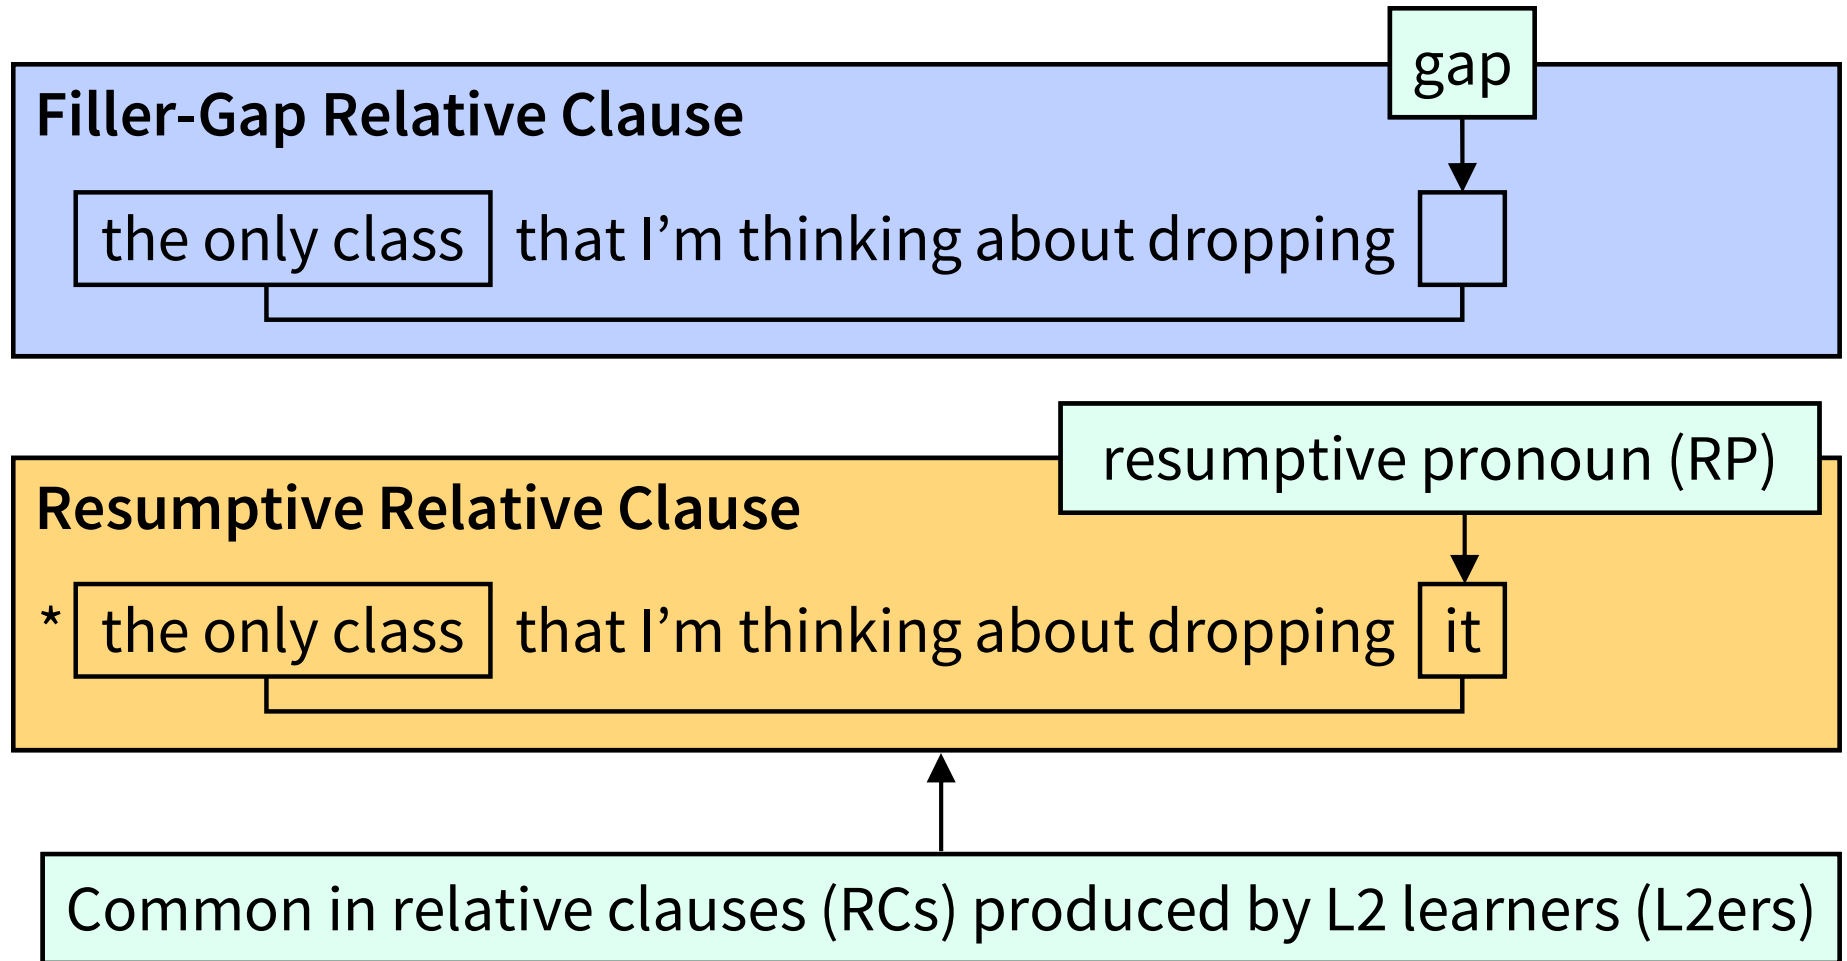 gap
Filler-Gap Relative Clause
the only class that I’m thinking about dropping
resumptive pronoun (RP)
Resumptive Relative Clause
* the only class that I’m thinking about dropping it
Common in relative clauses (RCs) produced by L2 learners (L2ers)